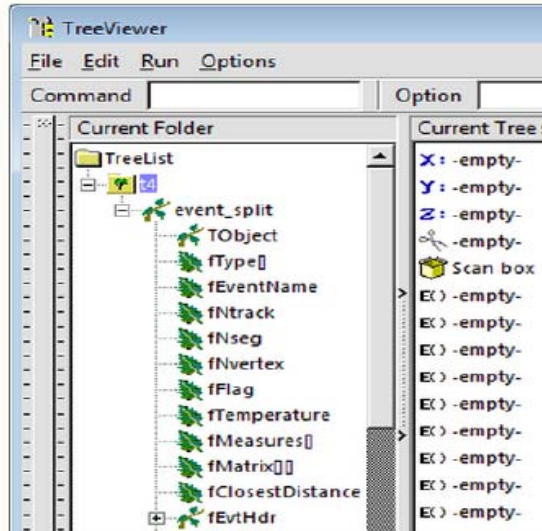 TreeViewer
File Edit Run Options
Command Option
Current Folder
TreeList
t4
event_split
TObject
fType[]
fEventName
fNtrack
fNseg
fNvertex
fFlag
fTemperature
fMeasures[]
fMatrix[][]
fClosestDistance
fEvtHdr
Current Tree :
X: -empty-
Y: -empty-
Z: -empty-
-empty-
Scan box
E() -empty-
E() -empty-
E() -empty-
E() -empty-
E() -empty-
E() -empty-
E() -empty-
E() -empty-
E() -empty-